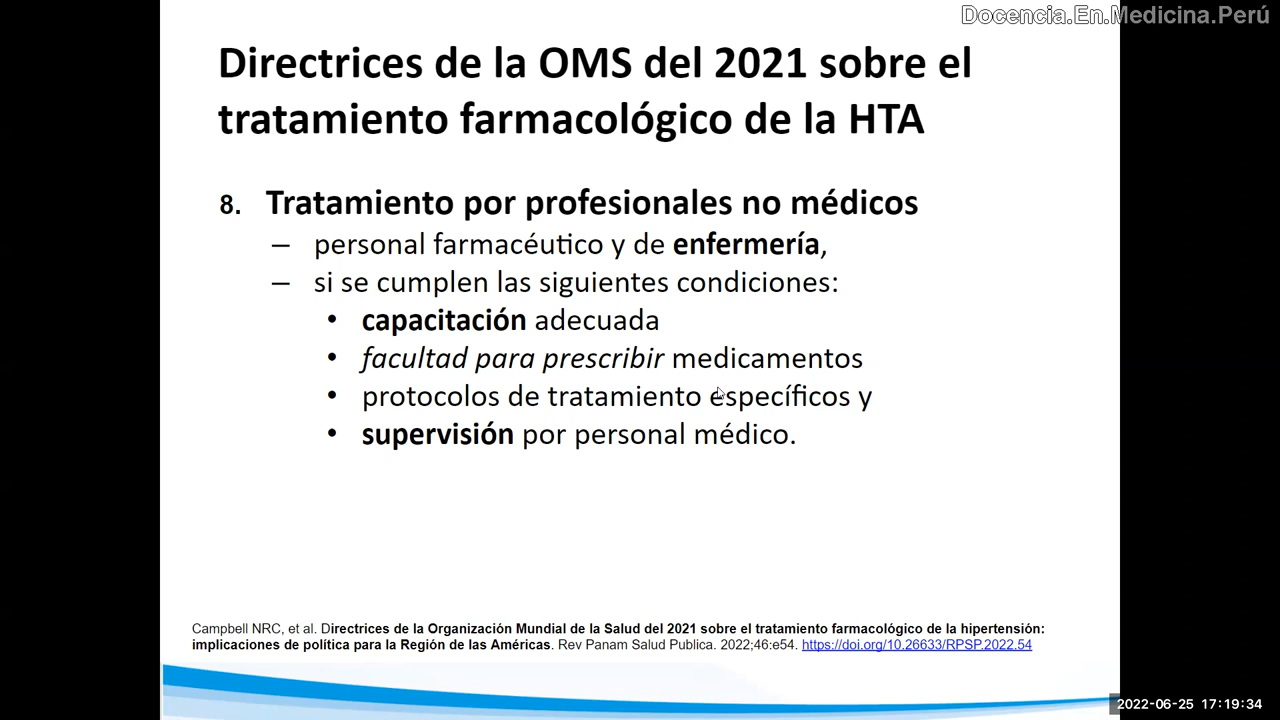 Docencia.En.Medicina.Perú
Directrices de la OMS del 2021 sobre el
tratamiento farmacológico de la HTA
8. Tratamiento por profesionales no médicos
– personal farmacéutico y de enfermería,
– si se cumplen las siguientes condiciones:
• capacitación adecuada
• facultad para prescribir medicamentos
• protocolos de tratamiento específicos y
• supervisión por personal médico.
Campbell NRC, et al. Directrices de la Organización Mundial de la Salud del 2021 sobre el tratamiento farmacológico de la hipertensión:
implicaciones de política para la Región de las Américas. Rev Panam Salud Publica. 2022;46:e54. https://doi.org/10.26633/RPSP.2022.54
2022-06-25 17:19:34